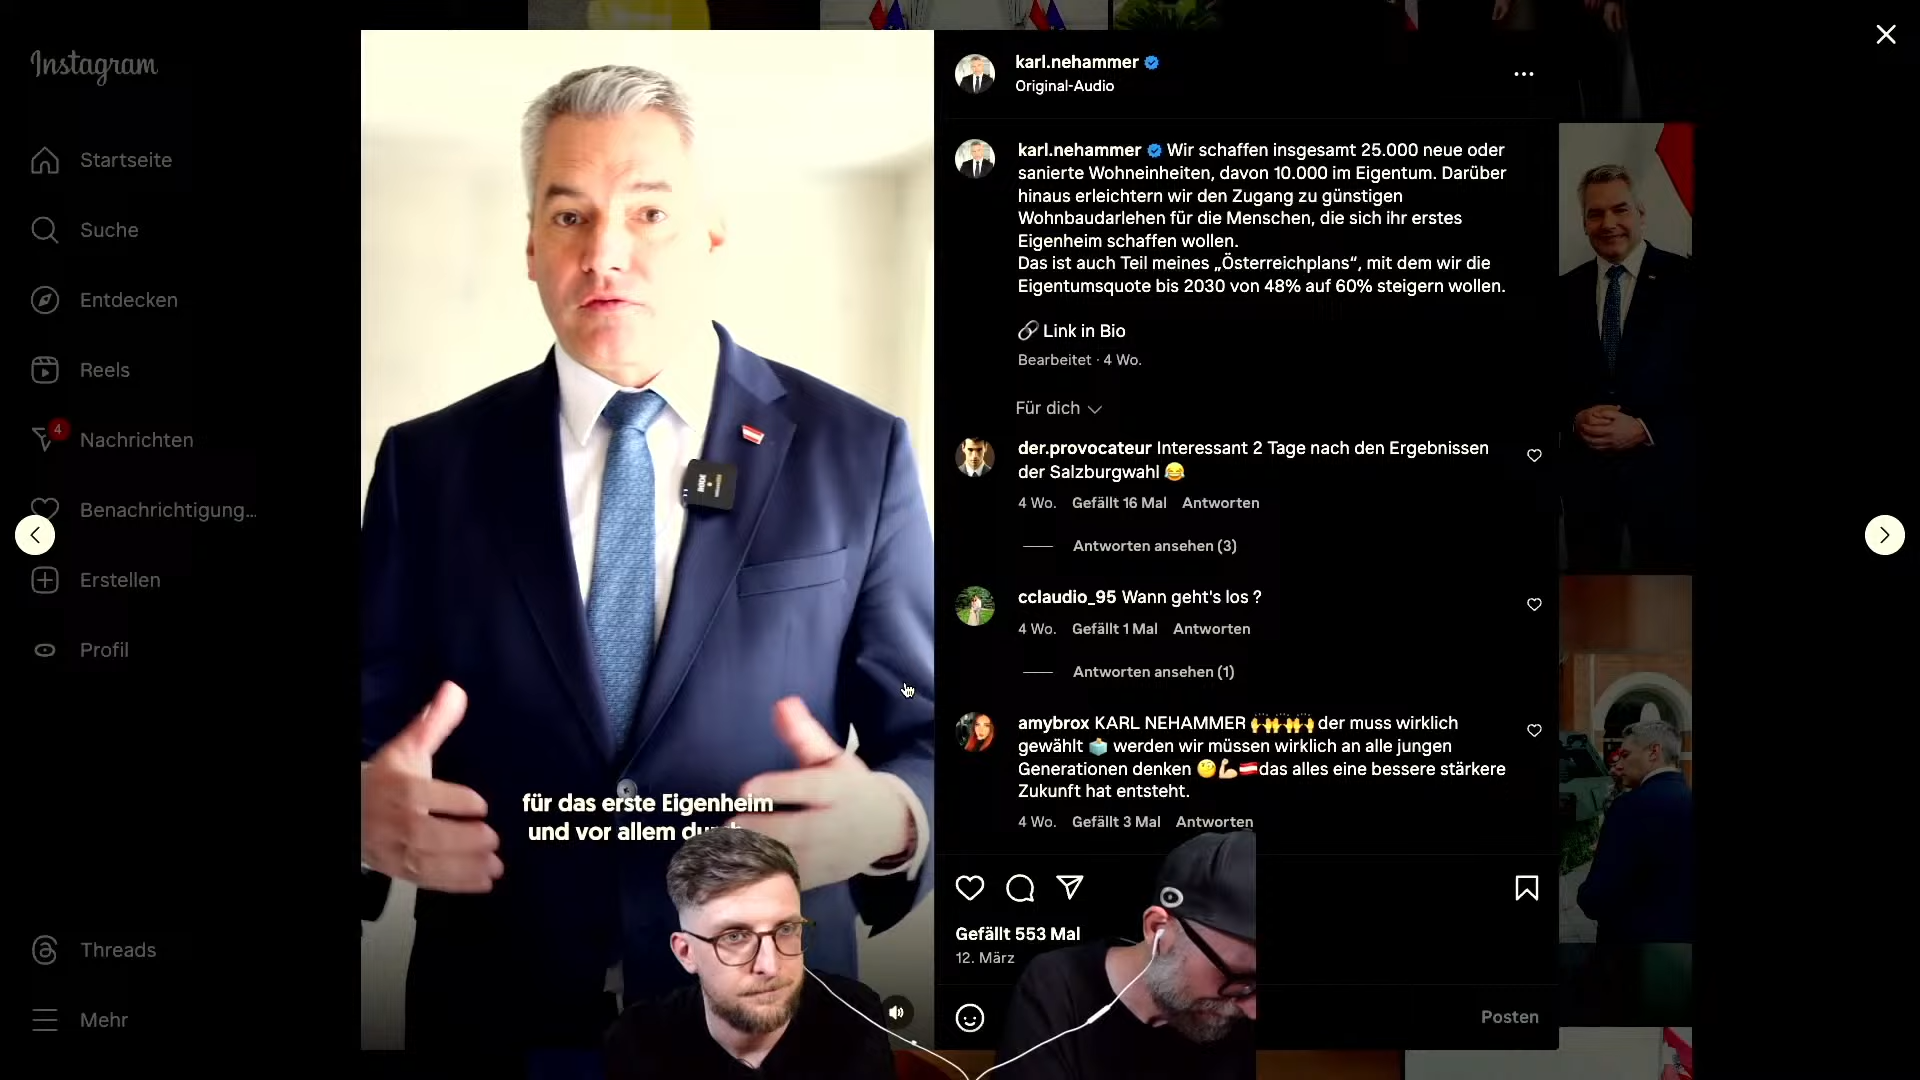 Instagram
Startseite
Suche
Entdecken
Reels
4
Nachrichten
Benachrichtigung...
Erstellen
Profil
Threads
Mehr
für das erste Eigenheim
und vor allem durch
karl.nehammer
Original-Audio
karl.nehammer Wir schaffen insgesamt 25.000 neue oder
sanierte Wohneinheiten, davon 10.000 im Eigentum. Darüber
hinaus erleichtern wir den Zugang zu günstigen
Wohnbaudarlehen für die Menschen, die sich ihr erstes
Eigenheim schaffen wollen.
Das ist auch Teil meines „Österreichplans“, mit dem wir die
Eigentumsquote bis 2030 von 48% auf 60% steigern wollen.
🔗 Link in Bio
Bearbeitet · 4 Wo.
Für dich
der.provocateur Interessant 2 Tage nach den Ergebnissen
der Salzburgwahl 😂
4 Wo. Gefällt 16 Mal Antworten
Antworten ansehen (3)
cclaudio_95 Wann geht's los ?
4 Wo. Gefällt 1 Mal Antworten
Antworten ansehen (1)
amybrox KARL NEHAMMER 🙌🙌🙌 der muss wirklich
gewählt 🗳️ werden wir müssen wirklich an alle jungen
Generationen denken 🧐💪🇦🇹das alles eine bessere stärkere
Zukunft hat entsteht.
4 Wo. Gefällt 3 Mal Antworten
Gefällt 553 Mal
12. März
Posten